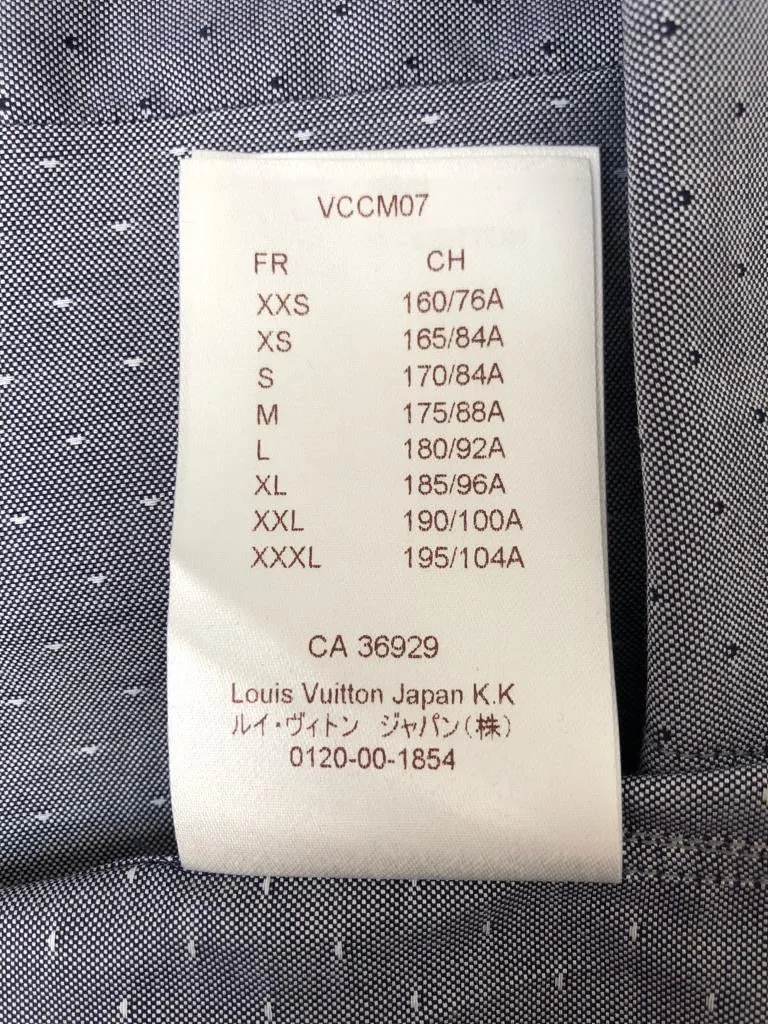 VCCM07
FR CH
XXS 160/76A
XS 165/84A
S 170/84A
M 175/88A
L 180/92A
XL 185/96A
XXL 190/100A
XXXL 195/104A
CA 36929
Louis Vuitton Japan K.K
ルイ・ヴィトン ジャパン(株)
0120-00-1854